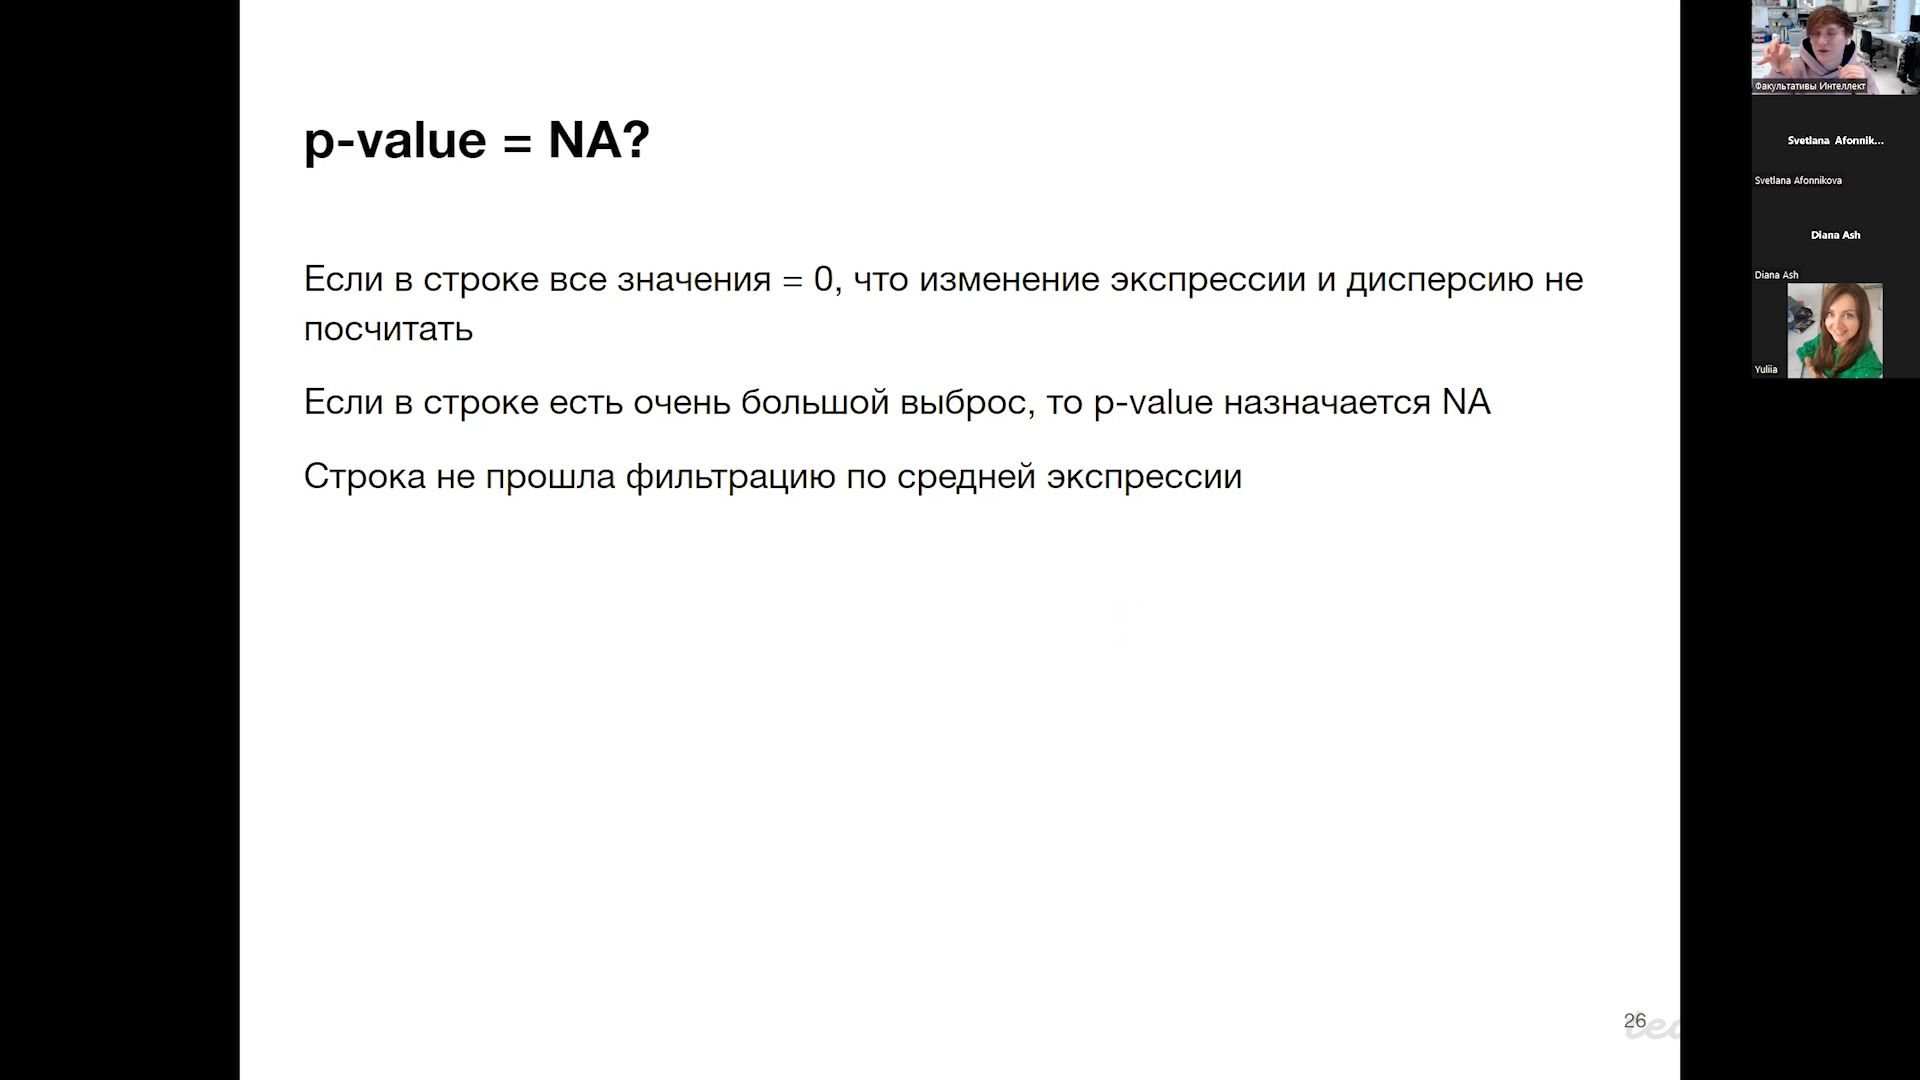 p-value = NA?
Если в строке все значения = 0, что изменение экспрессии и дисперсию не
посчитать
Если в строке есть очень большой выброс, то p-value назначается NA
Строка не прошла фильтрацию по средней экспрессии
26
Факультативы Интеллект
Svetlana Afonnik...
Svetlana Afonnikova
Diana Ash
Diana Ash
Yuliia